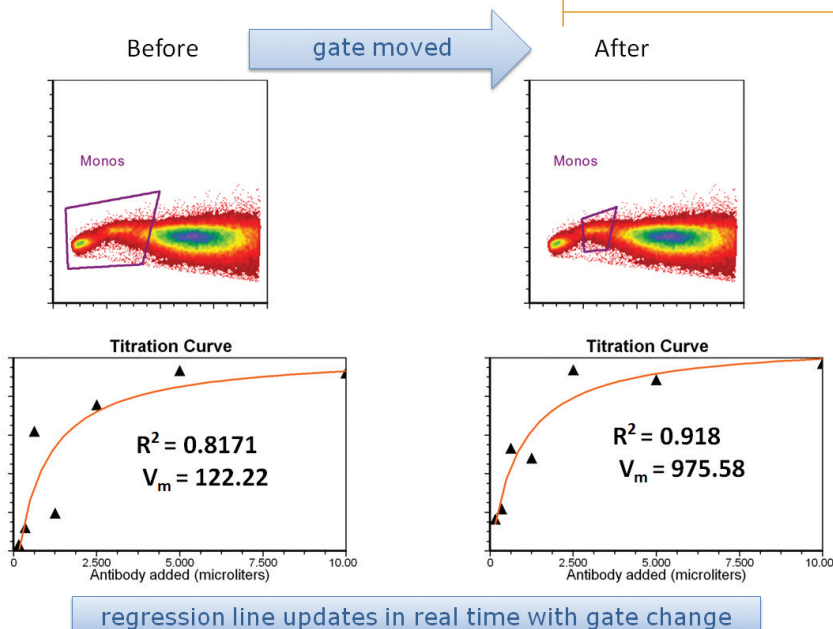 Before
gate moved
After
Monos
Monos
Titration Curve
R² = 0.8171
Vₘ = 122.22
0 2.500 5.000 7.500 10.00
Antibody added (microliters)
Titration Curve
R² = 0.918
Vₘ = 975.58
0 2.500 5.000 7.500 10.00
Antibody added (microliters)
regression line updates in real time with gate change